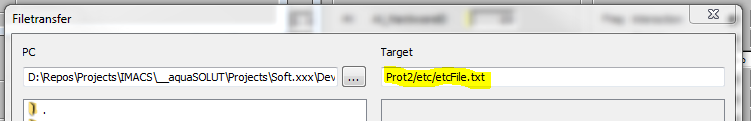 Filetransfer
PC
Target
D:\Repos\Projects\IMACS\__aquaSOLUT\Projects\Soft.xxx\Dev
...
Prot2/etc/etcFile.txt
.